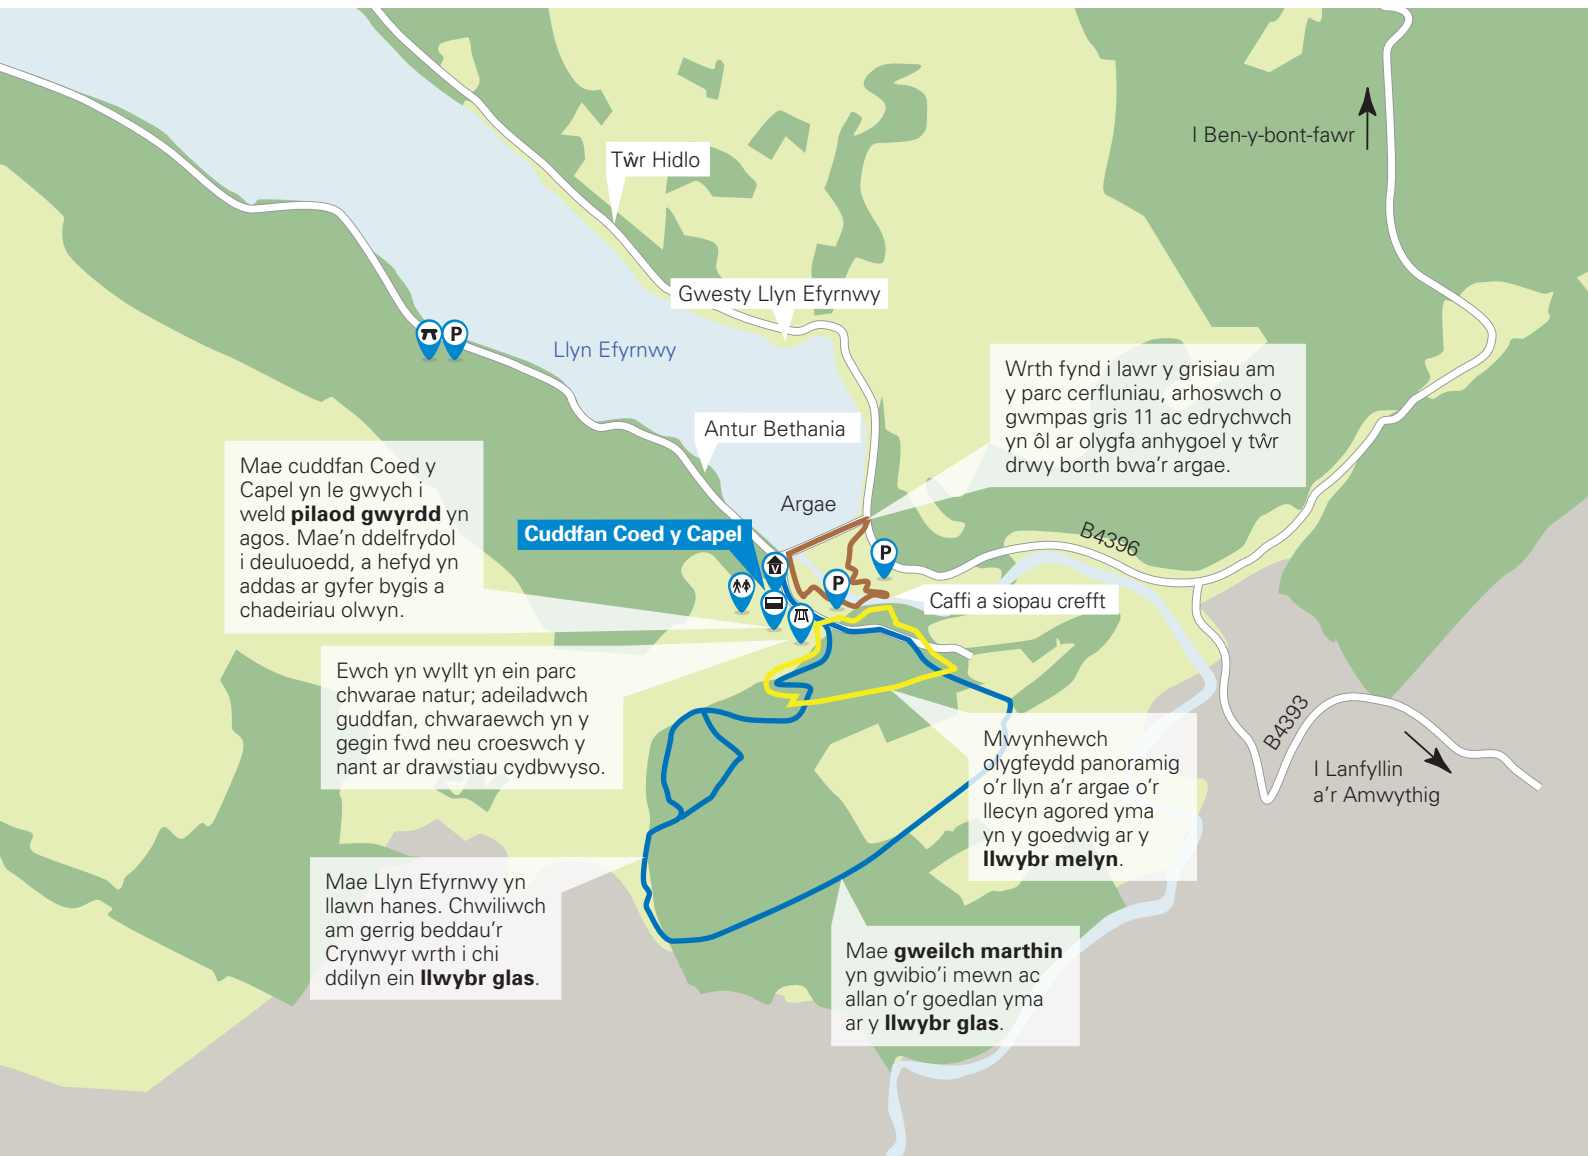 I Ben-y-bont-fawr
Tŵr Hidlo
Gwesty Llyn Efyrnwy
P
Llyn Efyrnwy
Wrth fynd i lawr y grisiau am
y parc cerfluniau, arhoswch o
gwmpas gris 11 ac edrychwch
yn ôl ar olygfa anhygoel y tŵr
drwy borth bwa'r argae.
Antur Bethania
Mae cuddfan Coed y
Capel yn le gwych i
weld pilaod gwyrdd yn
agos. Mae'n ddelfrydol
i deuluoedd, a hefyd yn
addas ar gyfer bygis a
chadeiriau olwyn.
Argae
Cuddfan Coed y Capel
B4396
P
V
P
Caffi a siopau crefft
Ewch yn wyllt yn ein parc
chwarae natur; adeiladwch
guddfan, chwaraewch yn y
gegin fwd neu croeswch y
nant ar drawstiau cydbwyso.
B4393
Mwynhewch
olygfeydd panoramig
o'r llyn a'r argae o'r
llecyn agored yma
yn y goedwig ar y
llwybr melyn.
I Lanfyllin
a'r Amwythig
Mae Llyn Efyrnwy yn
llawn hanes. Chwiliwch
am gerrig beddau'r
Crynwyr wrth i chi
ddilyn ein llwybr glas.
Mae gweilch marthin
yn gwibio'i mewn ac
allan o'r goedlan yma
ar y llwybr glas.